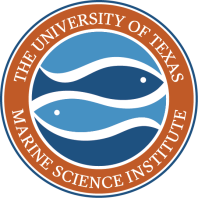 THE UNIVERSITY OF TEXAS
MARINE SCIENCE INSTITUTE